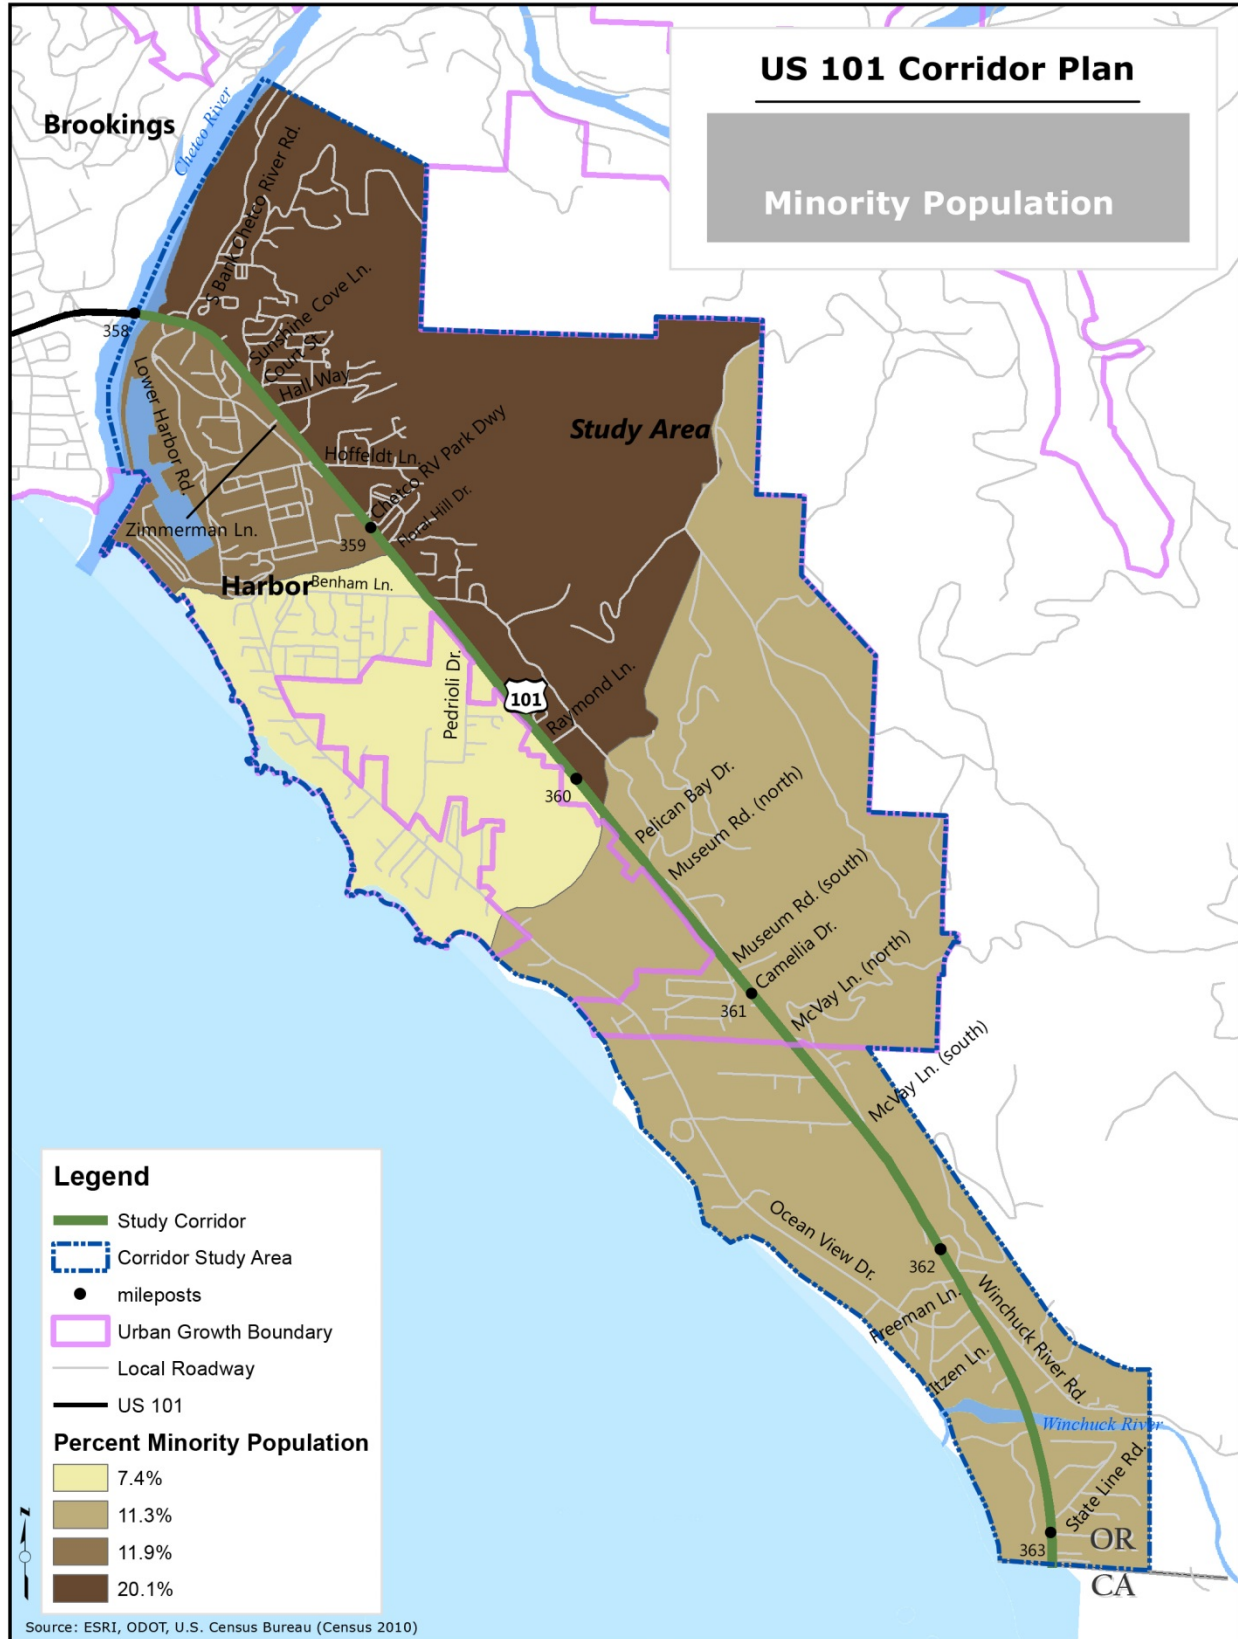 US 101 Corridor Plan
Minority Population
Brookings
Chetco River
S Bank Chetco River Rd.
358
Sunshine Cove Ln.
Court St.
Hall Way
Lower Harbor Rd.
Study Area
Hoffeldt Ln.
Chetco RV Park Dwy
Floral Hill Dr.
Zimmerman Ln.
359
Harbor
Benham Ln.
Pedrioli Dr.
101
Raymond Ln.
360
Pelican Bay Dr.
Museum Rd. (north)
Museum Rd. (south)
Camellia Dr.
361
McVay Ln. (north)
McVay Ln. (south)
Ocean View Dr.
362
Freeman Ln.
Winchuck River Rd.
Itzen Ln.
Winchuck River
State Line Rd.
363
OR
CA
Legend
Study Corridor
Corridor Study Area
mileposts
Urban Growth Boundary
Local Roadway
US 101
Percent Minority Population
7.4%
11.3%
11.9%
20.1%
z
Source: ESRI, ODOT, U.S. Census Bureau (Census 2010)